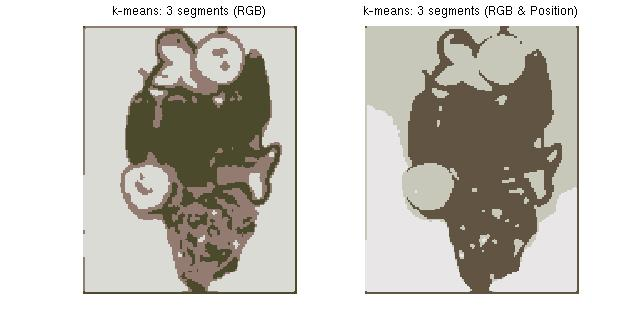 k-means: 3 segments (RGB)
k-means: 3 segments (RGB & Position)